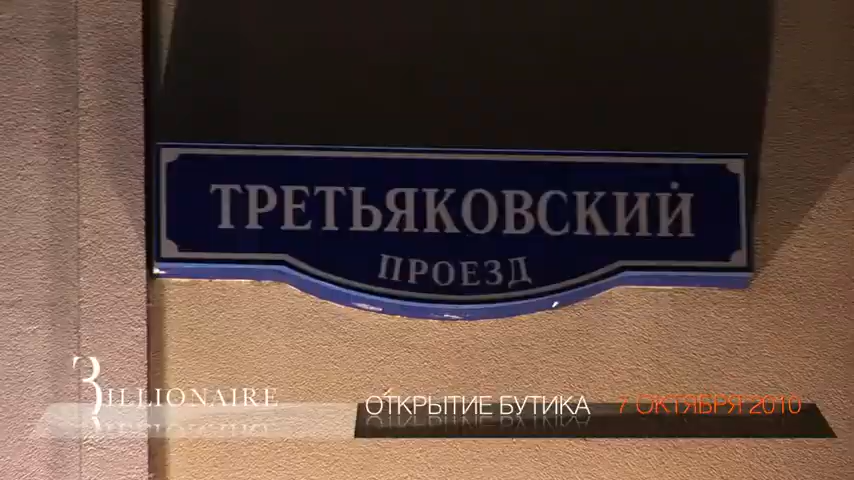 ТРЕТЬЯКОВСКИЙ
ПРОЕЗД
BILLIONAIRE
ОТКРЫТИЕ БУТИКА 7 ОКТЯБРЯ 2010